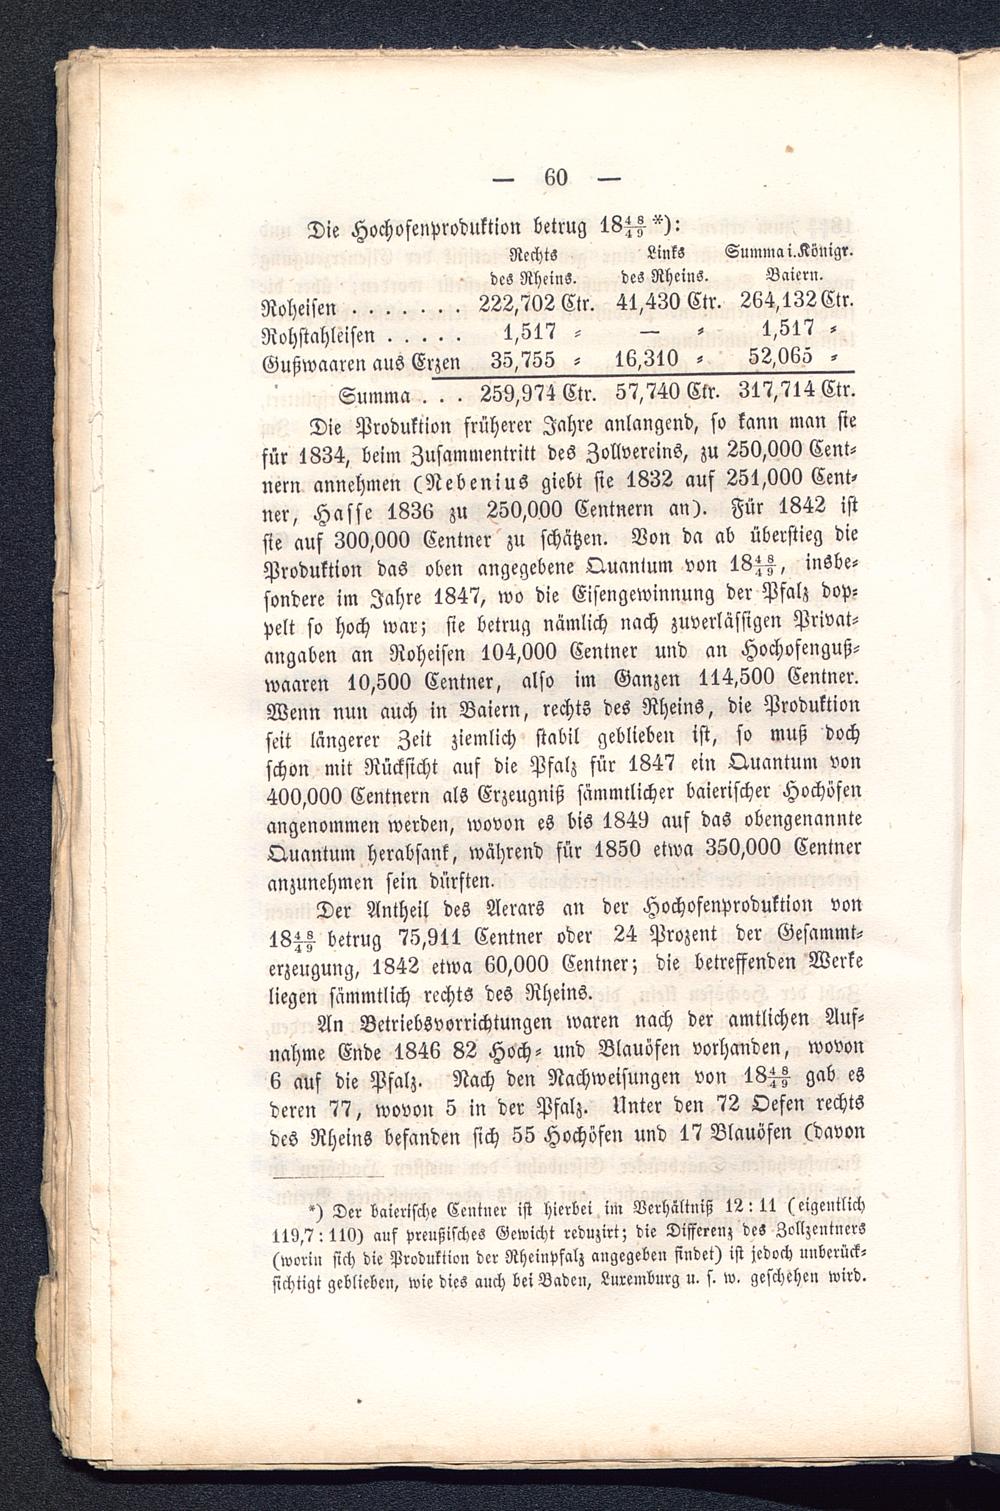 — 60 —
Die Hochofenproduktion betrug 18 48/49 *):
Rechts Links Summa i. Königr.
des Rheins. des Rheins. Baiern.
Roheisen . . . . . . . 222,702 Ctr. 41,430 Ctr. 264,132 Ctr.
Rohstahleisen . . . . . 1,517 = — = 1,517 =
Gußwaaren aus Erzen 35,755 = 16,310 = 52,065 =
Summa . . . 259,974 Ctr. 57,740 Ctr. 317,714 Ctr.
Die Produktion früherer Jahre anlangend, so kann man sie
für 1834, beim Zusammentritt des Zollvereins, zu 250,000 Cent=
nern annehmen (Nebenius giebt sie 1832 auf 251,000 Cent=
ner, Hasse 1836 zu 250,000 Centnern an). Für 1842 ist
sie auf 300,000 Centner zu schätzen. Von da ab überstieg die
Produktion das oben angegebene Quantum von 18 48/49, insbe=
sondere im Jahre 1847, wo die Eisengewinnung der Pfalz dop=
pelt so hoch war; sie betrug nämlich nach zuverlässigen Privat=
angaben an Roheisen 104,000 Centner und an Hochofenguß=
waaren 10,500 Centner, also im Ganzen 114,500 Centner.
Wenn nun auch in Baiern, rechts des Rheins, die Produktion
seit längerer Zeit ziemlich stabil geblieben ist, so muß doch
schon mit Rücksicht auf die Pfalz für 1847 ein Quantum von
400,000 Centnern als Erzeugniß sämmtlicher baierischer Hochöfen
angenommen werden, wovon es bis 1849 auf das obengenannte
Quantum herabsank, während für 1850 etwa 350,000 Centner
anzunehmen sein dürften.
Der Antheil des Aerars an der Hochofenproduktion von
18 48/49 betrug 75,911 Centner oder 24 Prozent der Gesammt=
erzeugung, 1842 etwa 60,000 Centner; die betreffenden Werke
liegen sämmtlich rechts des Rheins.
An Betriebsvorrichtungen waren nach der amtlichen Auf=
nahme Ende 1846 82 Hoch= und Blauöfen vorhanden, wovon
6 auf die Pfalz. Nach den Nachweisungen von 18 48/49 gab es
deren 77, wovon 5 in der Pfalz. Unter den 72 Oefen rechts
des Rheins befanden sich 55 Hochöfen und 17 Blauöfen (davon
*) Der baierische Centner ist hierbei im Verhältniß 12 : 11 (eigentlich
119,7 : 110) auf preußisches Gewicht reduzirt; die Differenz des Zollzentners
(worin sich die Produktion der Rheinpfalz angegeben findet) ist jedoch unberück=
sichtigt geblieben, wie dies auch bei Baden, Luxemburg u. s. w. geschehen wird.